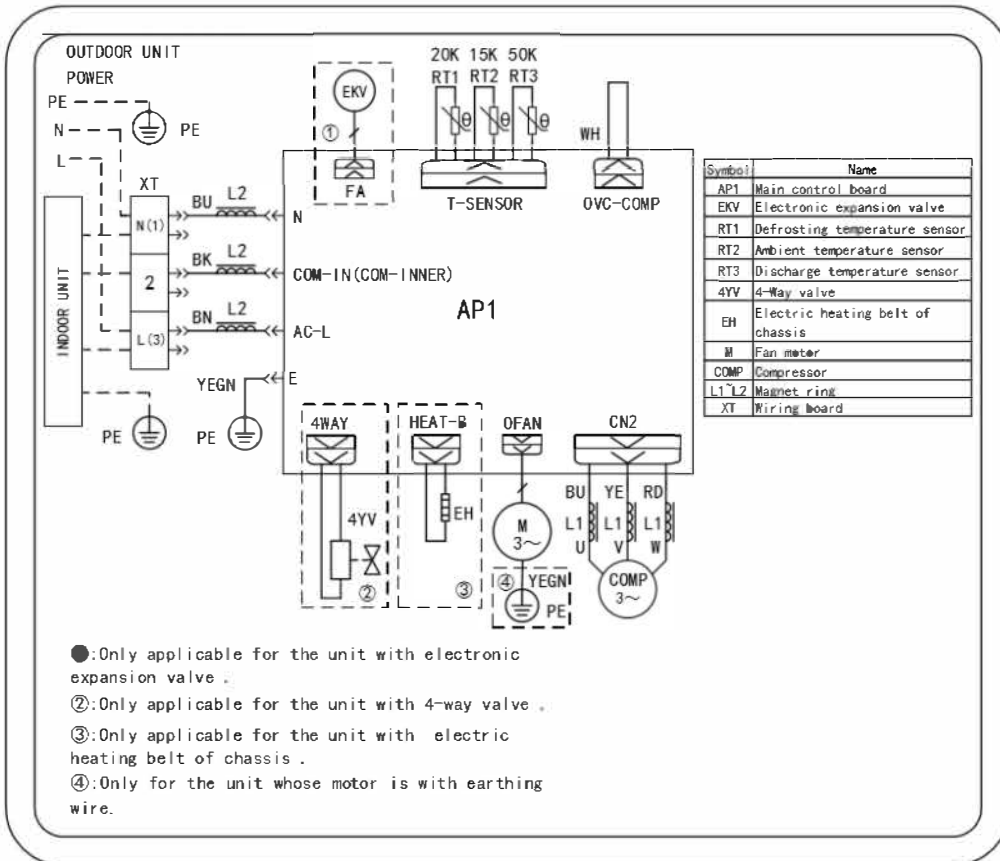 OUTDOOR UNIT
POWER
PE
PE
N
L
XT
N(1)
2
L(3)
INDOOR UNIT
PE
BU L2
BK L2
BN L2
YEGN
PE
EKV
①
FA
20K 15K 50K
RT1 RT2 RT3
θ θ θ
T-SENSOR
WH
OVC-COMP
N
COM-IN(COM-INNER)
AC-L
E
AP1
4WAY
4YV
②
HEAT-B
EH
③
OFAN
M
3~
④ YEGN
PE
CN2
BU YE RD
L1 L1 L1
U V W
COMP
3~
Symbol Name
AP1 Main control board
EKV Electronic expansion valve
RT1 Defrosting temperature sensor
RT2 Ambient temperature sensor
RT3 Discharge temperature sensor
4YV 4-Way valve
EH Electric heating belt of
chassis
M Fan motor
COMP Compressor
L1~L2 Magnet ring
XT Wiring board
●:Only applicable for the unit with electronic
expansion valve .
②:Only applicable for the unit with 4-way valve .
③:Only applicable for the unit with electric
heating belt of chassis .
④:Only for the unit whose motor is with earthing
wire.